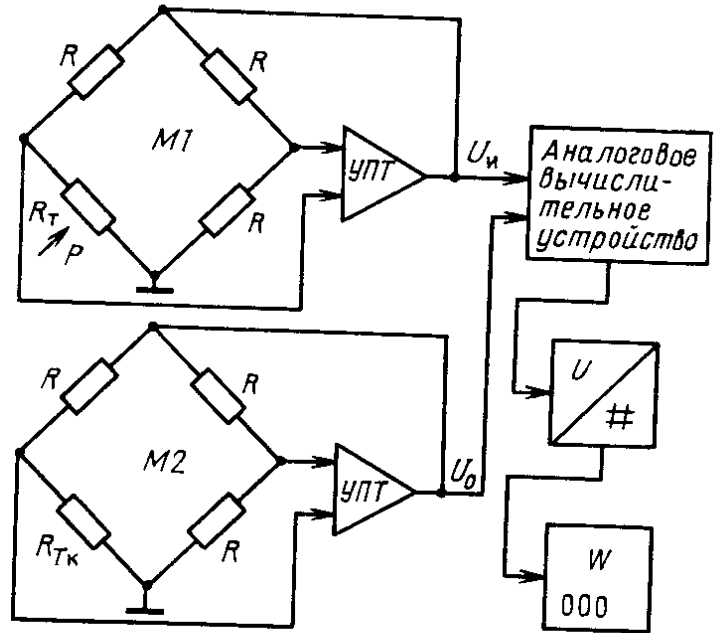 R
R
M1
УПТ
Uи
Аналоговое
вычисли-
тельное
устройство
Rт
P
R
R
R
U
#
M2
УПТ
U₀
RТк
R
W
000